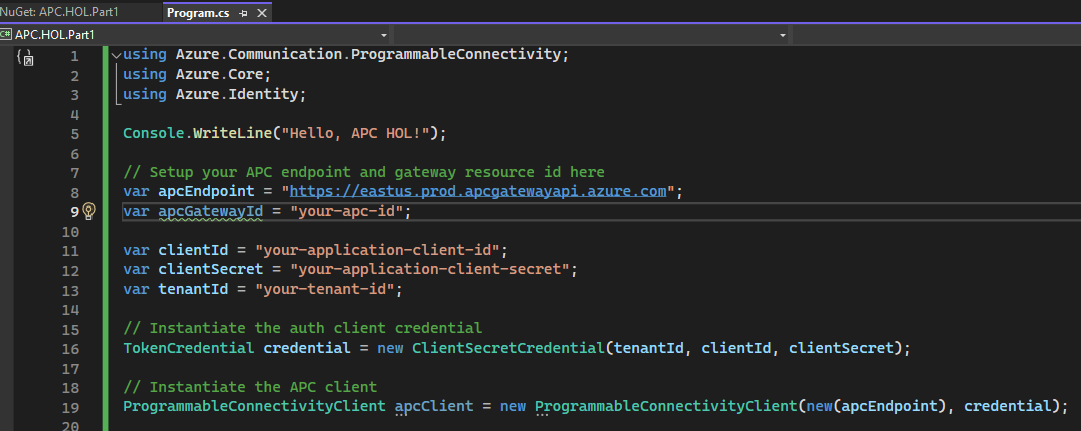 NuGet: APC.HOL.Part1 Program.cs
C# APC.HOL.Part1
1 using Azure.Communication.ProgrammableConnectivity;
2 using Azure.Core;
3 using Azure.Identity;
4
5 Console.WriteLine("Hello, APC HOL!");
6
7 // Setup your APC endpoint and gateway resource id here
8 var apcEndpoint = "https://eastus.prod.apcgatewayapi.azure.com";
9 var apcGatewayId = "your-apc-id";
10
11 var clientId = "your-application-client-id";
12 var clientSecret = "your-application-client-secret";
13 var tenantId = "your-tenant-id";
14
15 // Instantiate the auth client credential
16 TokenCredential credential = new ClientSecretCredential(tenantId, clientId, clientSecret);
17
18 // Instantiate the APC client
19 ProgrammableConnectivityClient apcClient = new ProgrammableConnectivityClient(new(apcEndpoint), credential);
20